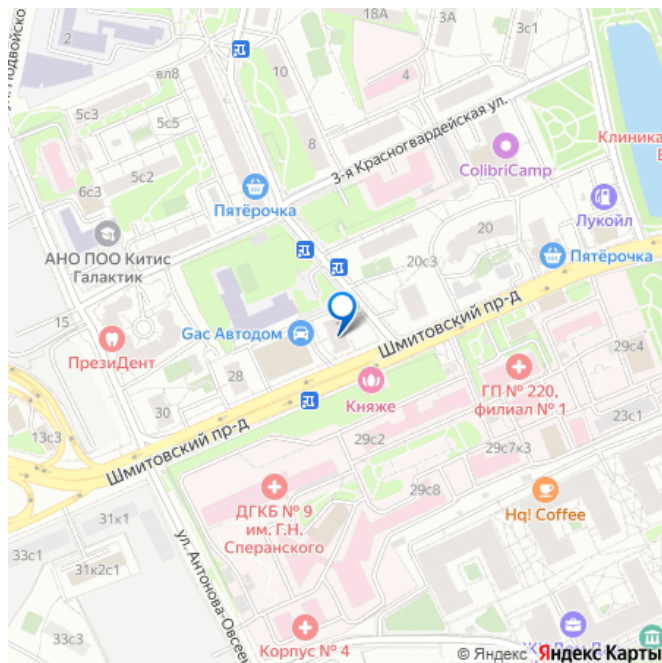 18А
3А
3с1
2
вл8
10
4
5с3
5с5
8
3-я Красногвардейская ул.
Клиника
ColibriCamp
5с2
6с3
Пятёрочка
Лукойл
АНО ПОО Китис
Галактик
20
20с3
Пятёрочка
15
Gac Автодом
ПрезиДент
Шмитовский пр-д
29с4
28
ГП № 220,
филиал № 1
Княже
30
23с1
13с3
Шмитовский пр-д
29с2
29с7к3
29с8
ДГКБ № 9
им. Г.Н.
Сперанского
Hq! Coffee
31к1
33с1
31к2с1
ул. Антонова-Овсеен
33с3
Корпус № 4
© Яндекс Яндекс Карты